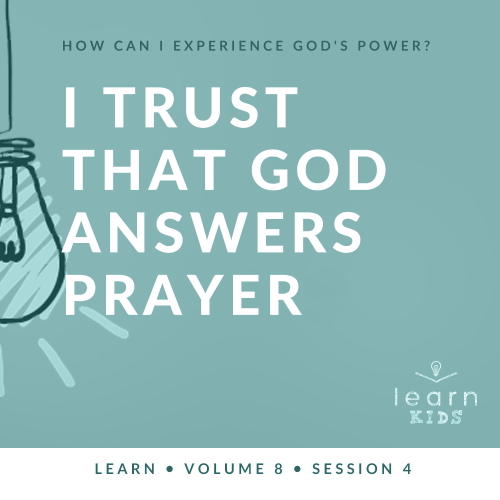 HOW CAN I EXPERIENCE GOD'S POWER?
I TRUST
THAT GOD
ANSWERS
PRAYER
learn
KIDS
LEARN • VOLUME 8 • SESSION 4